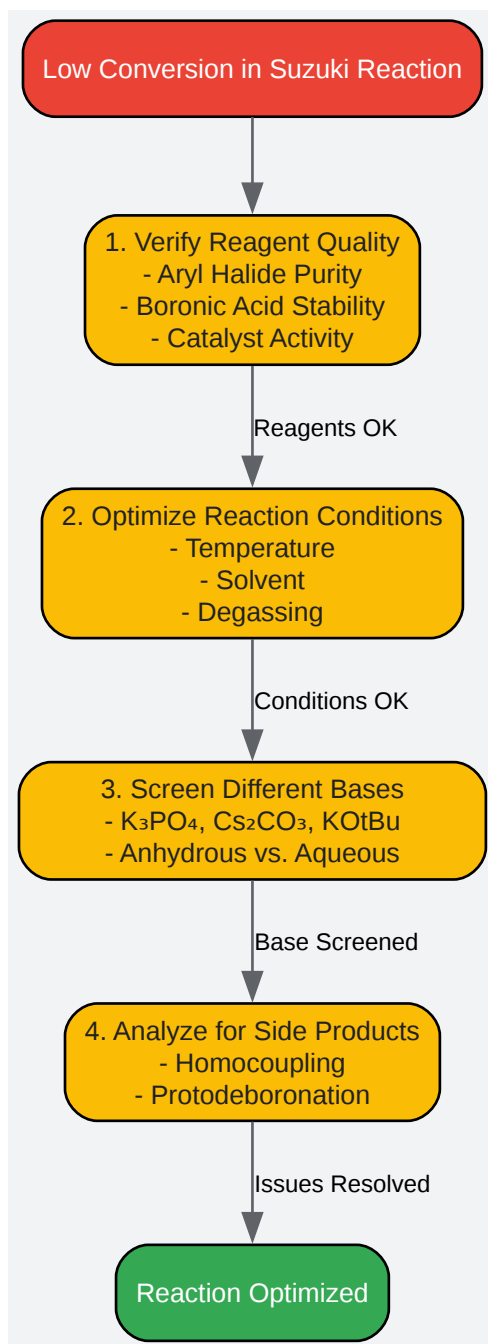 Low Conversion in Suzuki Reaction
1. Verify Reagent Quality
- Aryl Halide Purity
- Boronic Acid Stability
- Catalyst Activity
Reagents OK
2. Optimize Reaction Conditions
- Temperature
- Solvent
- Degassing
Conditions OK
3. Screen Different Bases
- K₃PO₄, Cs₂CO₃, KOtBu
- Anhydrous vs. Aqueous
Base Screened
4. Analyze for Side Products
- Homocoupling
- Protodeboronation
Issues Resolved
Reaction Optimized